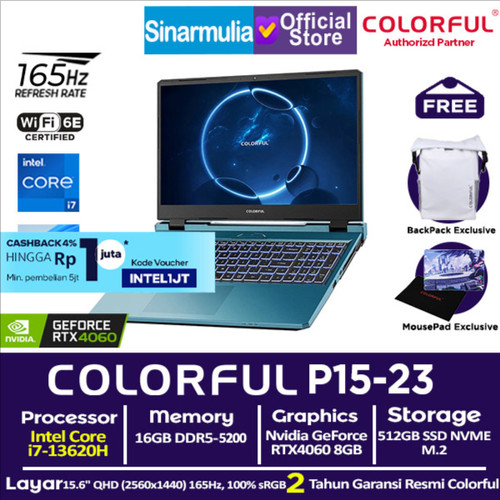 Sinarmulia Official Store
COLORFUL®
Authorizd Partner
165Hz
REFRESH RATE
Wi Fi 6E
CERTIFIED
intel
CORE i7
CASHBACK 4%
HINGGA Rp 1 juta*
Min. pembelian 5jt
Kode Voucher
INTEL1JT
NVIDIA.
GEFORCE
RTX4060
COLORFUL
COLORFUL
FREE
BackPack Exclusive
MousePad Exclusive
COLORFUL P15-23
Processor
Intel Core
i7-13620H
Memory
16GB DDR5-5200
Graphics
Nvidia GeForce
RTX4060 8GB
Storage
512GB SSD NVME
M.2
Layar 15.6" QHD (2560x1440) 165Hz, 100% sRGB
2 Tahun Garansi Resmi Colorful